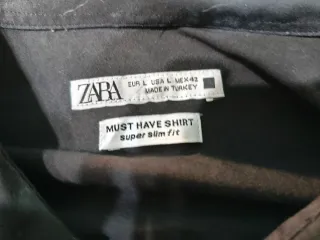 ZARA
EUR L USA L MEX 42
MADE IN TURKEY
MUST HAVE SHIRT
super slim fit